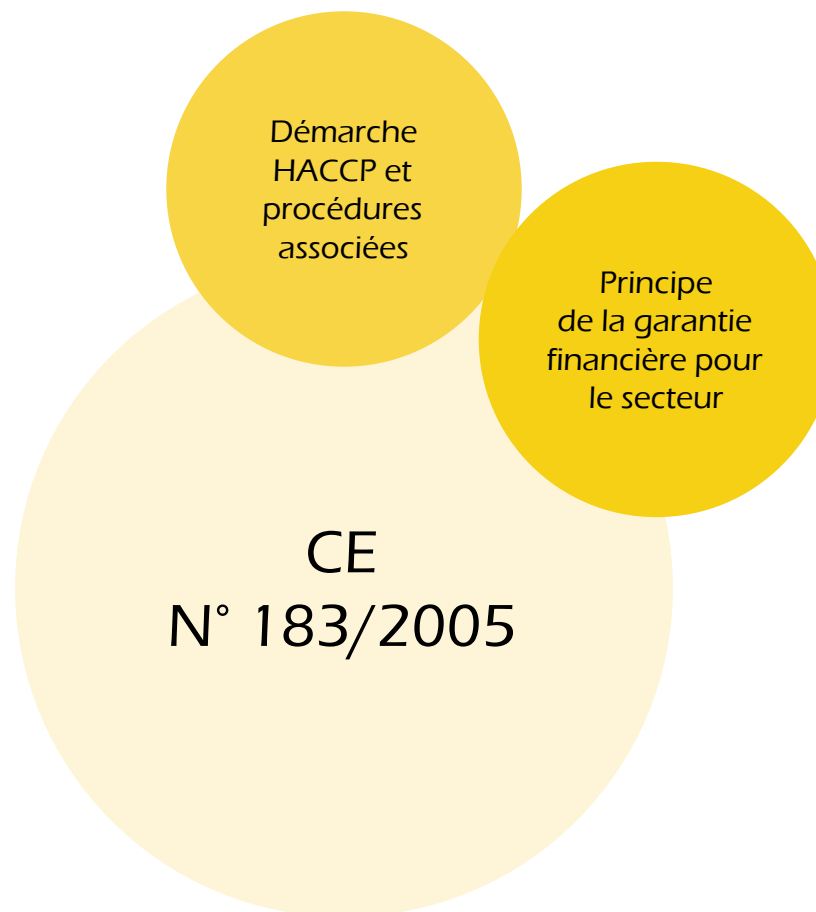 Démarche
HACCP et
procédures
associées
Principe
de la garantie
financière pour
le secteur
CE
N° 183/2005